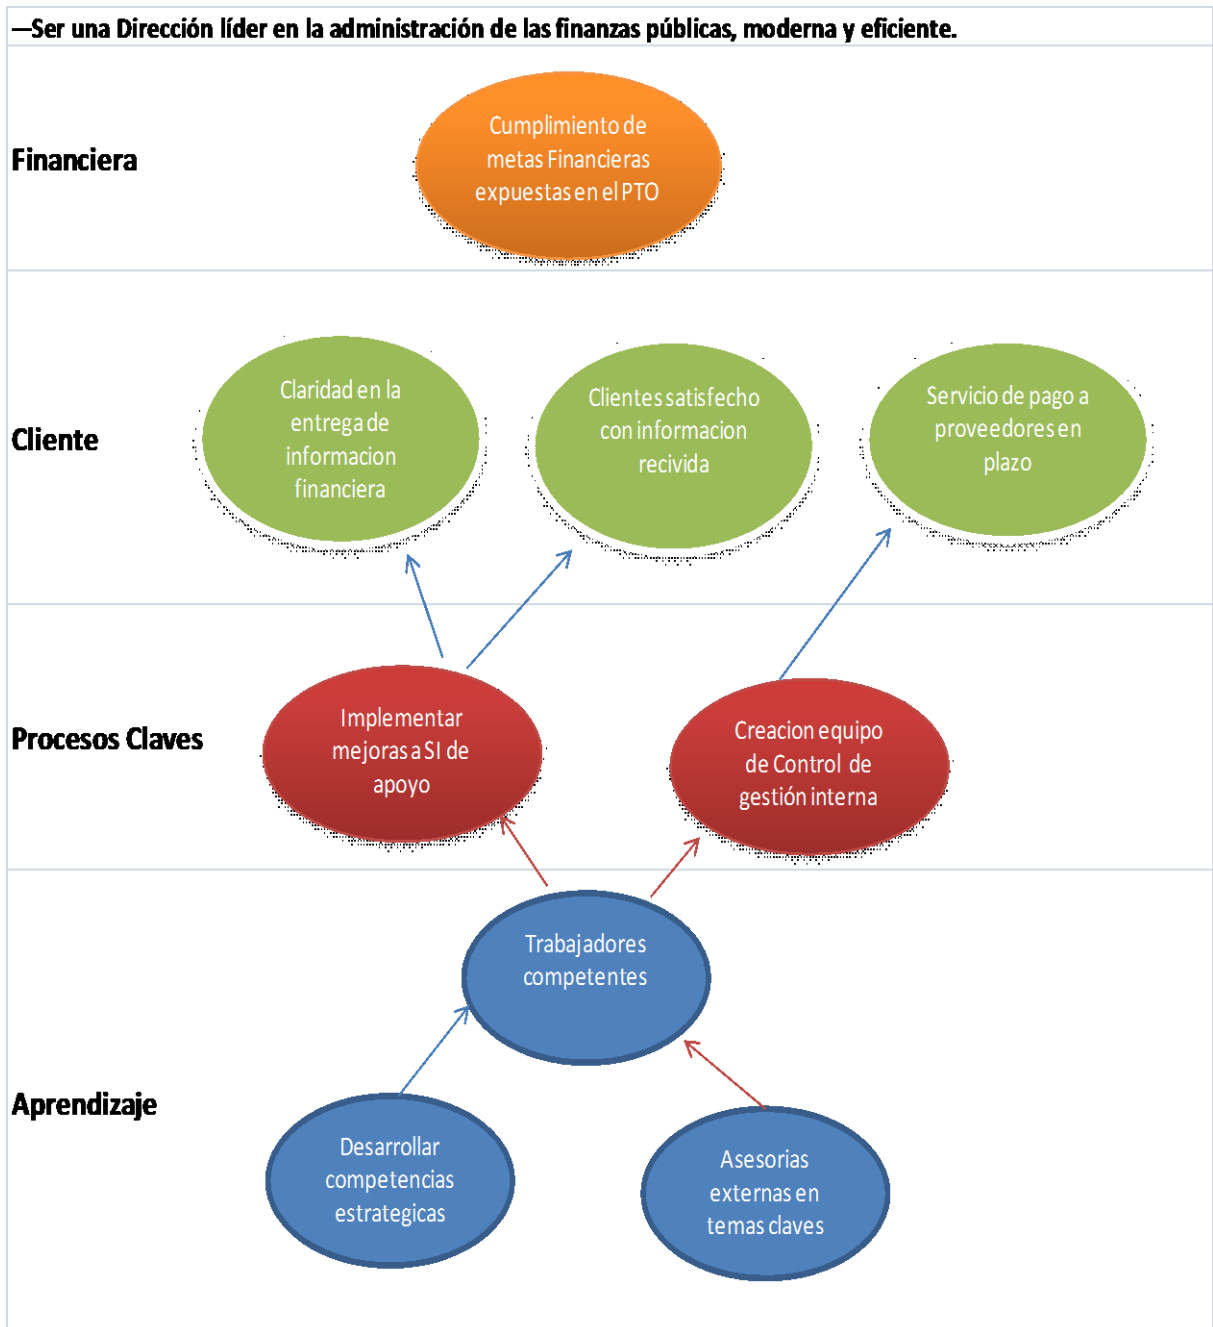 —Ser una Dirección líder en la administración de las finanzas públicas, moderna y eficiente.
Financiera
Cumplimiento de
metas Financieras
expuestas en el PTO
Cliente
Claridad en la
entrega de
informacion
financiera
Clientes satisfecho
con informacion
recivida
Servicio de pago a
proveedores en
plazo
Procesos Claves
Implementar
mejoras a SI de
apoyo
Creacion equipo
de Control de
gestión interna
Aprendizaje
Trabajadores
competentes
Desarrollar
competencias
estrategicas
Asesorias
externas en
temas claves